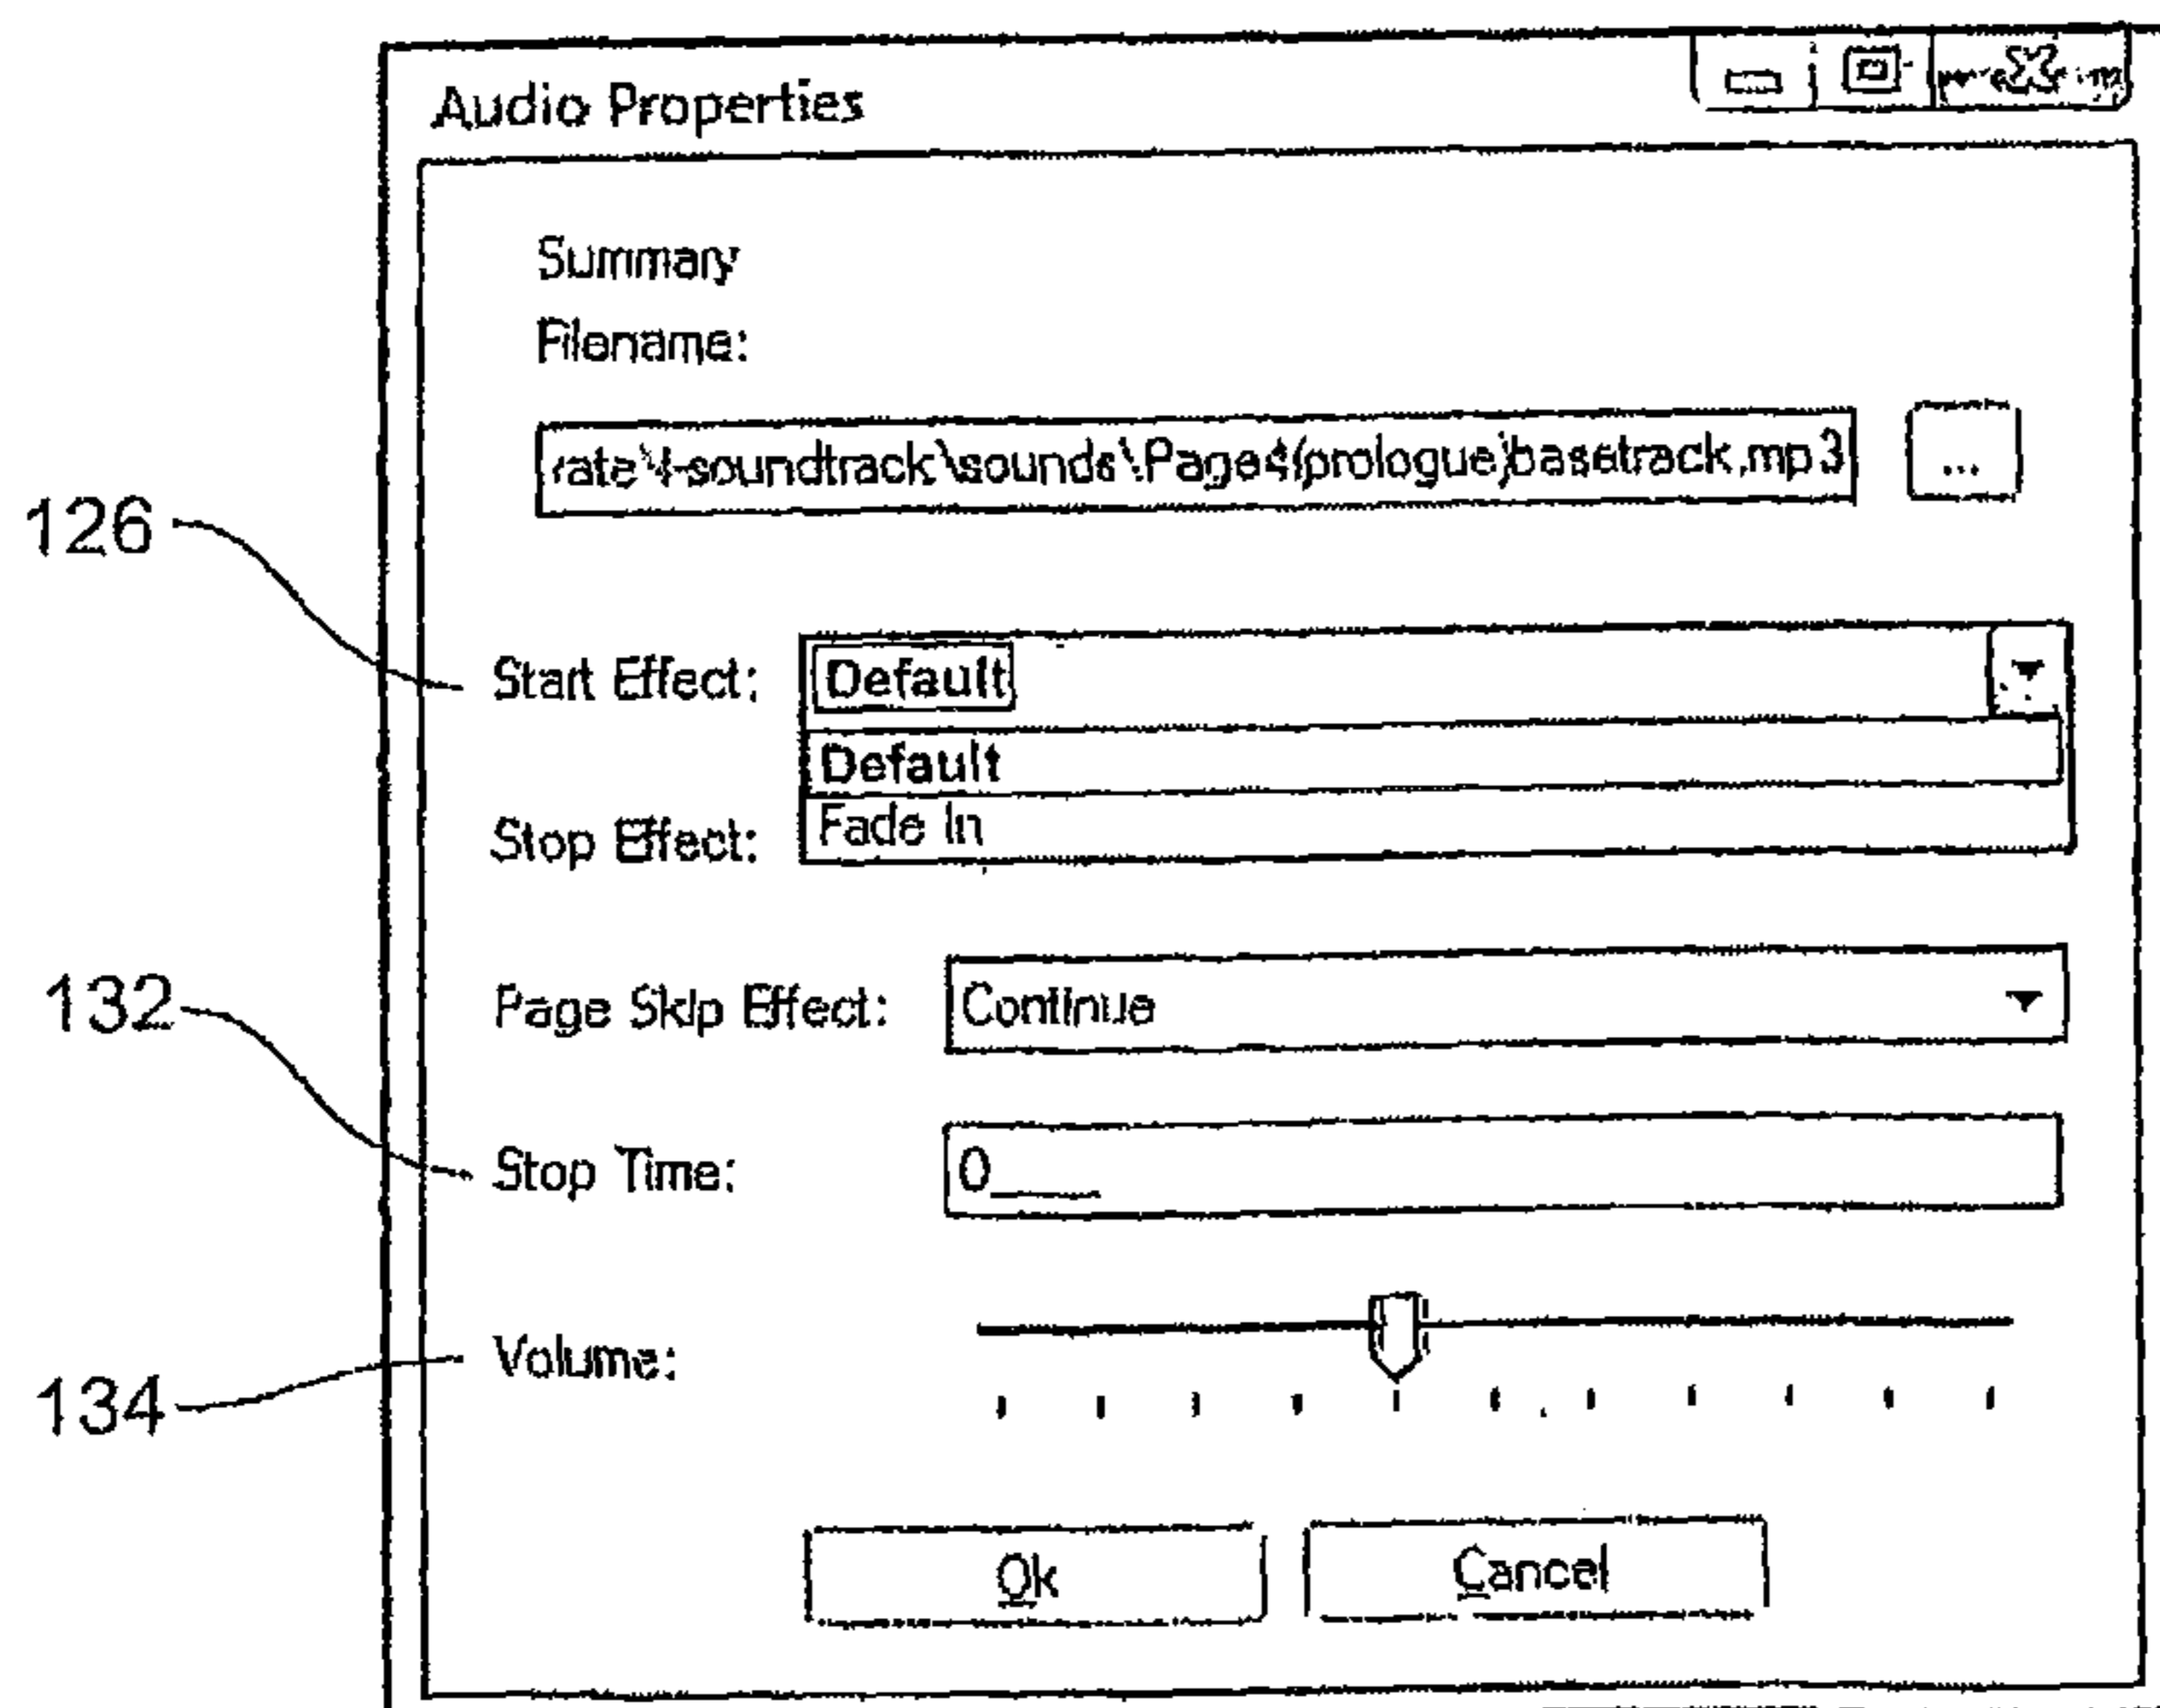 Audio Properties
Summary
Filename:
rate\4-soundtrack\sounds\Page4(prologue)basetrack.mp3 ...
126
Start Effect: Default
Default
Stop Effect: Fade In
132
Page Skip Effect: Continue
Stop Time: 0____
134
Volume:
Ok Cancel